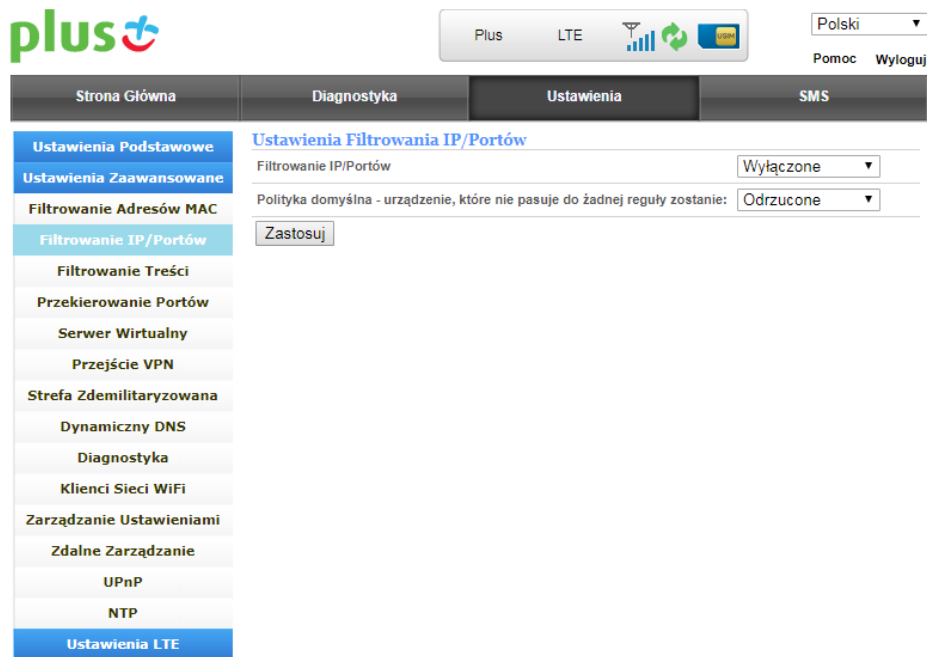 plus
Plus LTE USIM
Polski
Pomoc Wyloguj
Strona Główna Diagnostyka Ustawienia SMS
Ustawienia Podstawowe
Ustawienia Zaawansowane
Filtrowanie Adresów MAC
Filtrowanie IP/Portów
Filtrowanie Treści
Przekierowanie Portów
Serwer Wirtualny
Przejście VPN
Strefa Zdemilitaryzowana
Dynamiczny DNS
Diagnostyka
Klienci Sieci WiFi
Zarządzanie Ustawieniami
Zdalne Zarządzanie
UPnP
NTP
Ustawienia LTE
Ustawienia Filtrowania IP/Portów
Filtrowanie IP/Portów Wyłączone
Polityka domyślna - urządzenie, które nie pasuje do żadnej reguły zostanie: Odrzucone
Zastosuj